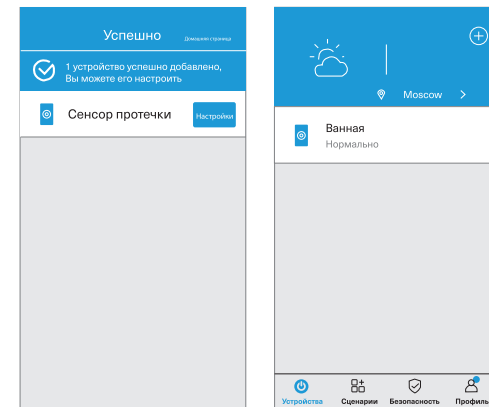 Успешно
Домашняя страница
1 устройство успешно добавлено,
Вы можете его настроить
Сенсор протечки
Настройки
Moscow
Ванная
Нормально
Устройства Сценарии Безопасность Профиль